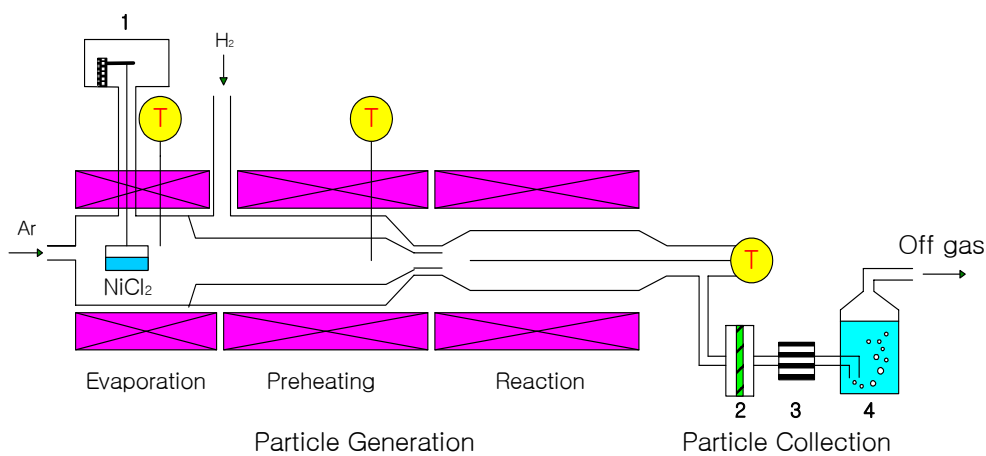 1
H₂
T
T
Ar
NiCl₂
T
Off gas
Evaporation
Preheating
Reaction
2
3
4
Particle Generation
Particle Collection